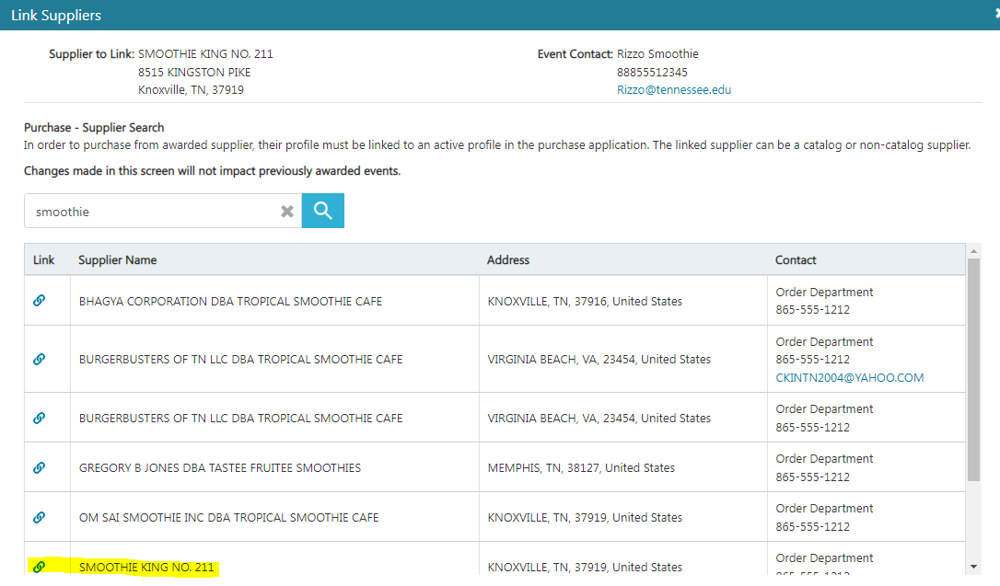 Link Suppliers
Supplier to Link: SMOOTHIE KING NO. 211
8515 KINGSTON PIKE
Knoxville, TN, 37919
Event Contact: Rizzo Smoothie
88855512345
Rizzo@tennessee.edu
Purchase - Supplier Search
In order to purchase from awarded supplier, their profile must be linked to an active profile in the purchase application. The linked supplier can be a catalog or non-catalog supplier.
Changes made in this screen will not impact previously awarded events.
smoothie
Link Supplier Name Address Contact
BHAGYA CORPORATION DBA TROPICAL SMOOTHIE CAFE KNOXVILLE, TN, 37916, United States Order Department
865-555-1212
BURGERBUSTERS OF TN LLC DBA TROPICAL SMOOTHIE CAFE VIRGINIA BEACH, VA, 23454, United States Order Department
865-555-1212
CKINTN2004@YAHOO.COM
BURGERBUSTERS OF TN LLC DBA TROPICAL SMOOTHIE CAFE VIRGINIA BEACH, VA, 23454, United States Order Department
865-555-1212
GREGORY B JONES DBA TASTEE FRUITEE SMOOTHIES MEMPHIS, TN, 38127, United States Order Department
865-555-1212
OM SAI SMOOTHIE INC DBA TROPICAL SMOOTHIE CAFE KNOXVILLE, TN, 37919, United States Order Department
865-555-1212
SMOOTHIE KING NO. 211 KNOXVILLE, TN, 37919, United States Order Department
865-555-1212